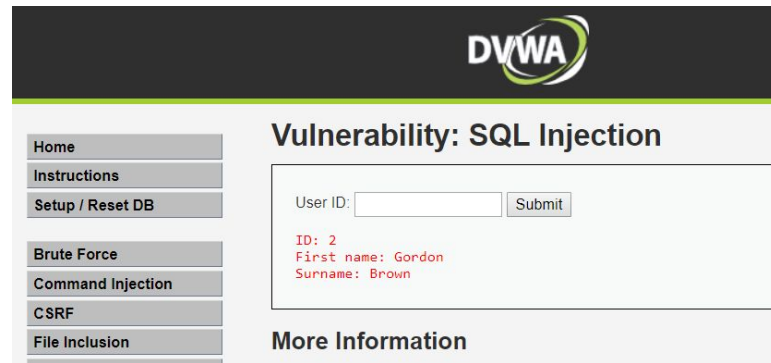 DVWA
Home
Instructions
Setup / Reset DB
Brute Force
Command Injection
CSRF
File Inclusion
Vulnerability: SQL Injection
User ID:
Submit
ID: 2
First name: Gordon
Surname: Brown
More Information